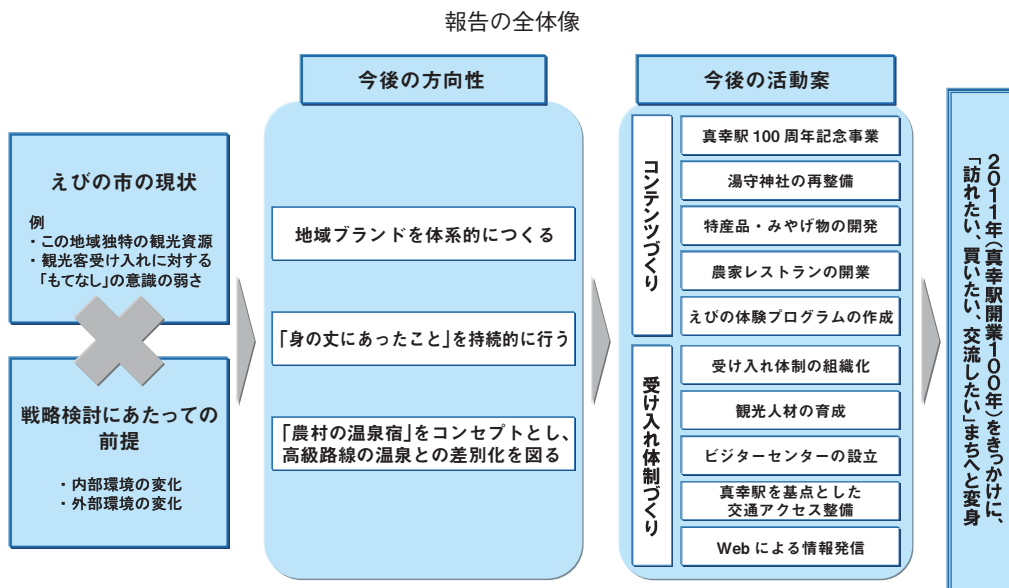 報告の全体像
えびの市の現状
例
・この地域独特の観光資源
・観光客受け入れに対する
「もてなし」の意識の弱さ
戦略検討にあたっての
前提
・内部環境の変化
・外部環境の変化
今後の方向性
地域ブランドを体系的につくる
「身の丈にあったこと」を持続的に行う
「農村の温泉宿」をコンセプトとし、
高級路線の温泉との差別化を図る
今後の活動案
コンテンツづくり
真幸駅 100 周年記念事業
湯守神社の再整備
特産品・みやげ物の開発
農家レストランの開業
えびの体験プログラムの作成
受け入れ体制づくり
受け入れ体制の組織化
観光人材の育成
ビジターセンターの設立
真幸駅を基点とした
交通アクセス整備
Web による情報発信
2011年(真幸駅開業100年)をきっかけに、
「訪れたい、買いたい、交流したい」まちへと変身